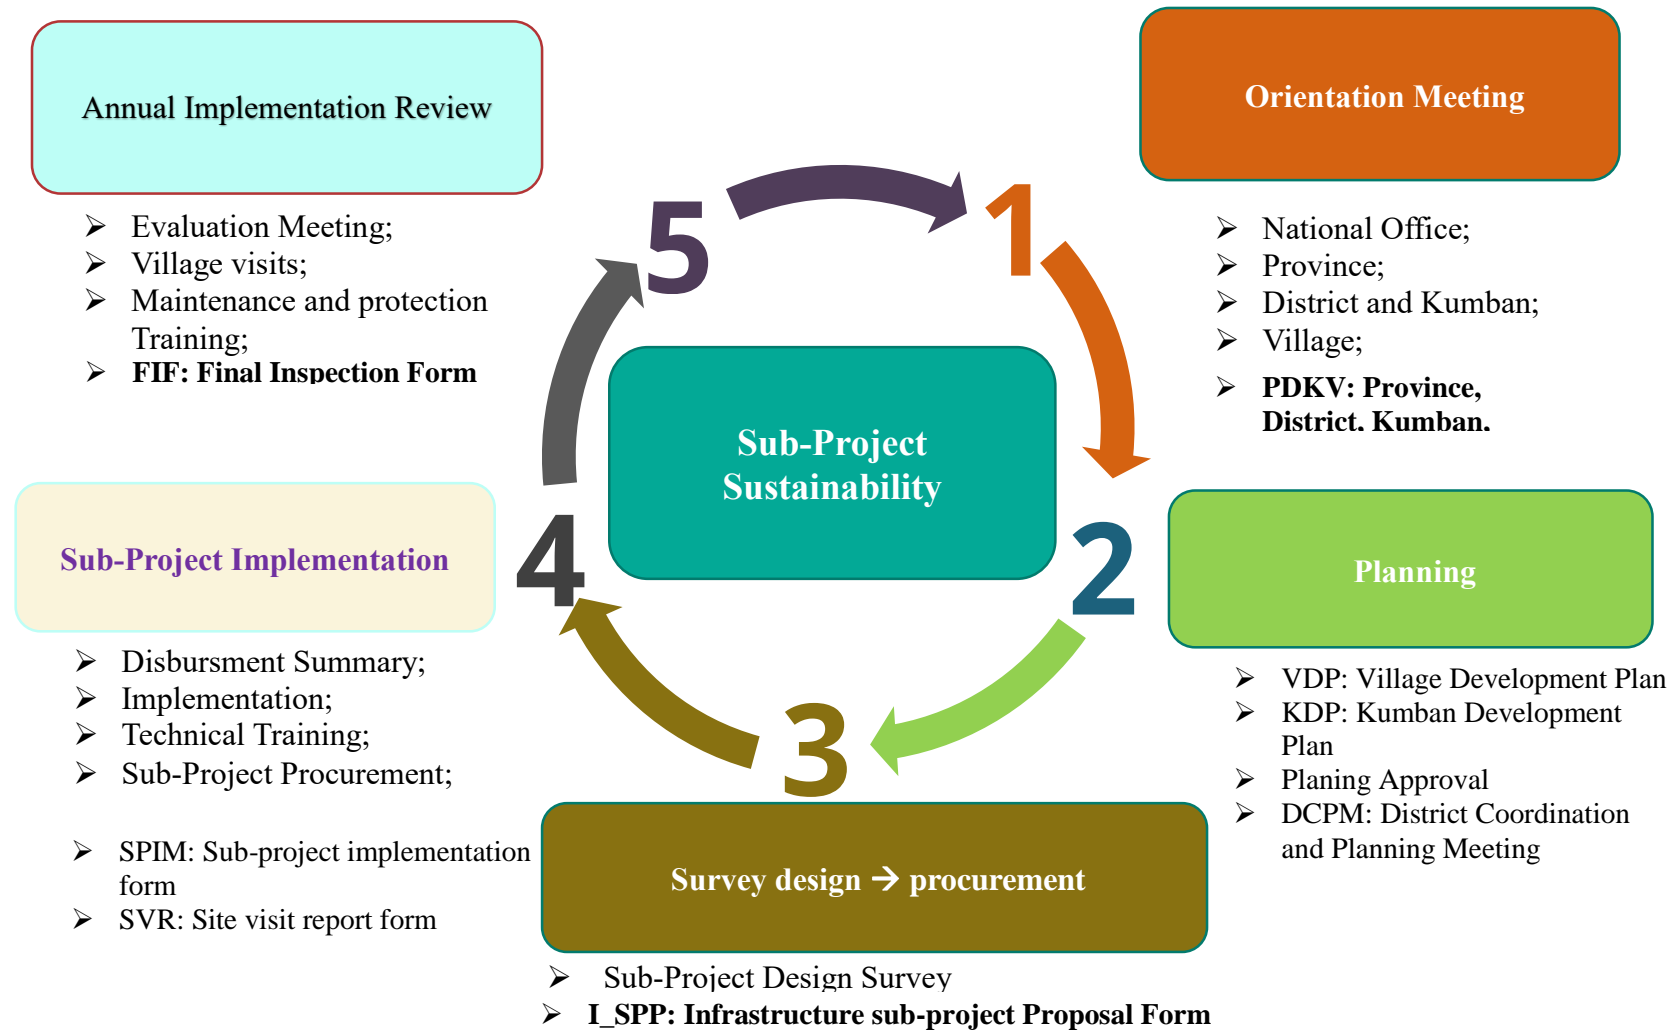 Annual Implementation Review
➢ Evaluation Meeting;
➢ Village visits;
➢ Maintenance and protection
Training;
➢ FIF: Final Inspection Form
Orientation Meeting
➢ National Office;
➢ Province;
➢ District and Kumban;
➢ Village;
➢ PDKV: Province,
District, Kumban,
5
1
Sub-Project
Sustainability
4
2
3
Sub-Project Implementation
➢ Disbursment Summary;
➢ Implementation;
➢ Technical Training;
➢ Sub-Project Procurement;
➢ SPIM: Sub-project implementation
form
➢ SVR: Site visit report form
Planning
➢ VDP: Village Development Plan
➢ KDP: Kumban Development
Plan
➢ Planing Approval
➢ DCPM: District Coordination
and Planning Meeting
Survey design → procurement
➢ Sub-Project Design Survey
➢ I_SPP: Infrastructure sub-project Proposal Form